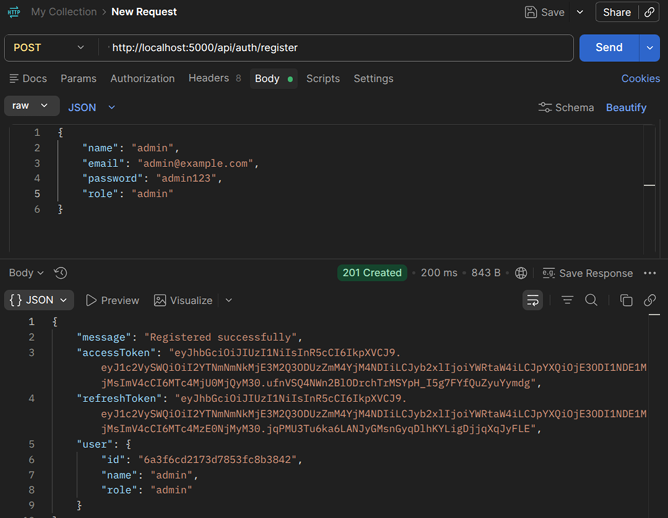 HTTP My Collection > New Request Save Share
POST http://localhost:5000/api/auth/register Send
Docs Params Authorization Headers 8 Body Scripts Settings Cookies
raw JSON Schema Beautify
1 {
2 "name": "admin",
3 "email": "admin@example.com",
4 "password": "admin123",
5 "role": "admin"
6 }
Body 201 Created 200 ms 843 B e.g. Save Response
{} JSON Preview Visualize
1 {
2 "message": "Registered successfully",
3 "accessToken": "eyJhbGciOiJIUzI1NiIsInR5cCI6IkpXVCJ9.
eyJ1c2VySWQiOiI2YTNmNmNkMjE3M2Q3ODUzZmM4YjM4NDIiLCJyb2xlIjoiYWRtaW4iLCJpYXQiOjE3ODI1NDE1M
jMsImV4cCI6MTc4MjU0MjQyM30.ufnVSQ4NWn2BlODrchTrMSYpH_I5g7FYfQuZyuYymdg",
4 "refreshToken": "eyJhbGciOiJIUzI1NiIsInR5cCI6IkpXVCJ9.
eyJ1c2VySWQiOiI2YTNmNmNkMjE3M2Q3ODUzZmM4YjM4NDIiLCJyb2xlIjoiYWRtaW4iLCJpYXQiOjE3ODI1NDE1M
jMsImV4cCI6MTc4MzE0NjMyM30.jqPMU3Tu6ka6LANJyGMsnGyqDlhKYLigDjjqXqJyFLE",
5 "user": {
6 "id": "6a3f6cd2173d7853fc8b3842",
7 "name": "admin",
8 "role": "admin"
9 }